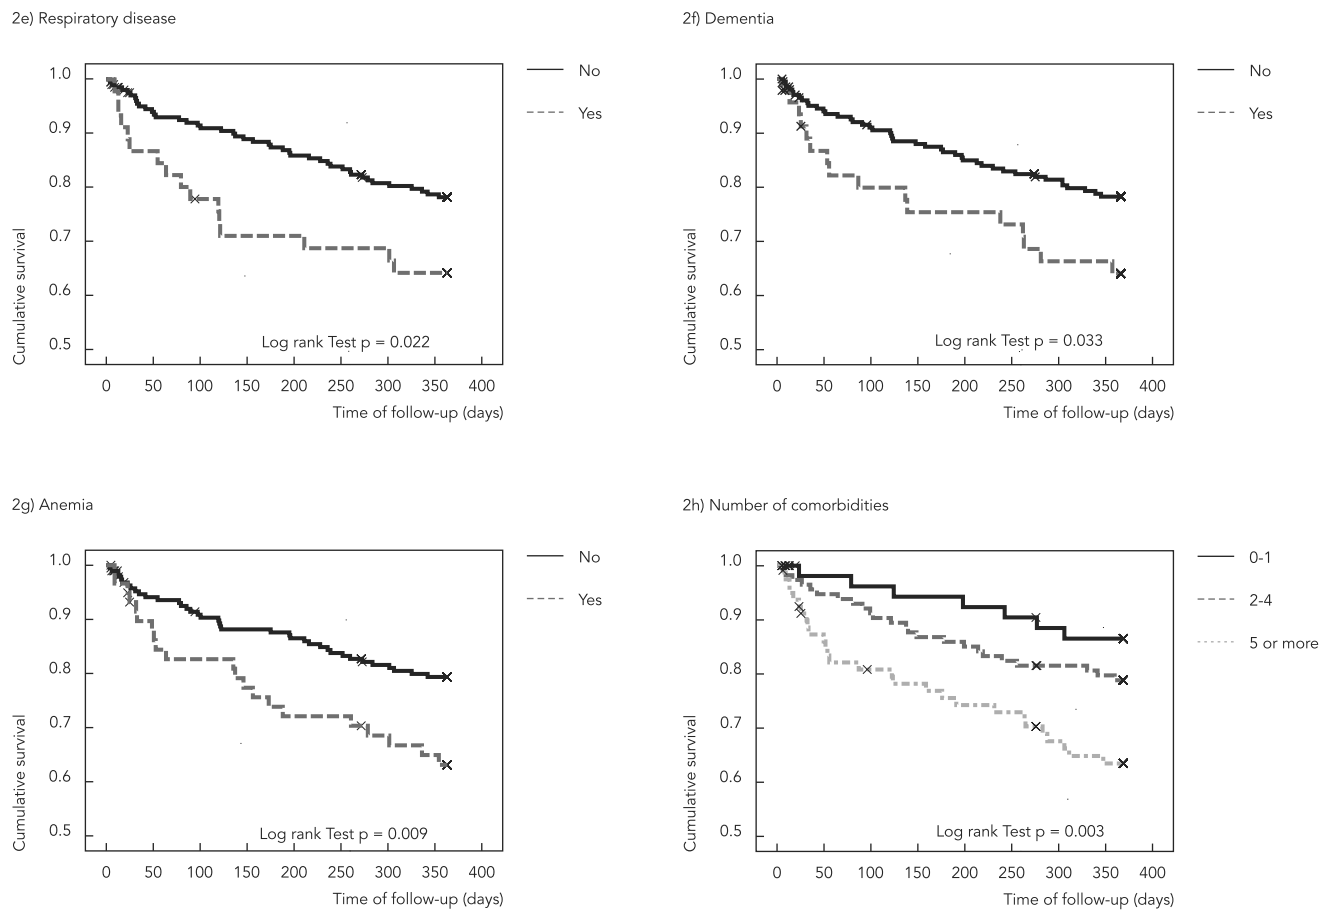 2e) Respiratory disease
1.0
0.9
0.8
0.7
0.6
0.5
Cumulative survival
No
Yes
Log rank Test p = 0.022
0 50 100 150 200 250 300 350 400
Time of follow-up (days)
2f) Dementia
1.0
0.9
0.8
0.7
0.6
0.5
Cumulative survival
No
Yes
Log rank Test p = 0.033
0 50 100 150 200 250 300 350 400
Time of follow-up (days)
2g) Anemia
1.0
0.9
0.8
0.7
0.6
0.5
Cumulative survival
No
Yes
Log rank Test p = 0.009
0 50 100 150 200 250 300 350 400
Time of follow-up (days)
2h) Number of comorbidities
1.0
0.9
0.8
0.7
0.6
0.5
Cumulative survival
0-1
2-4
5 or more
Log rank Test p = 0.003
0 50 100 150 200 250 300 350 400
Time of follow-up (days)